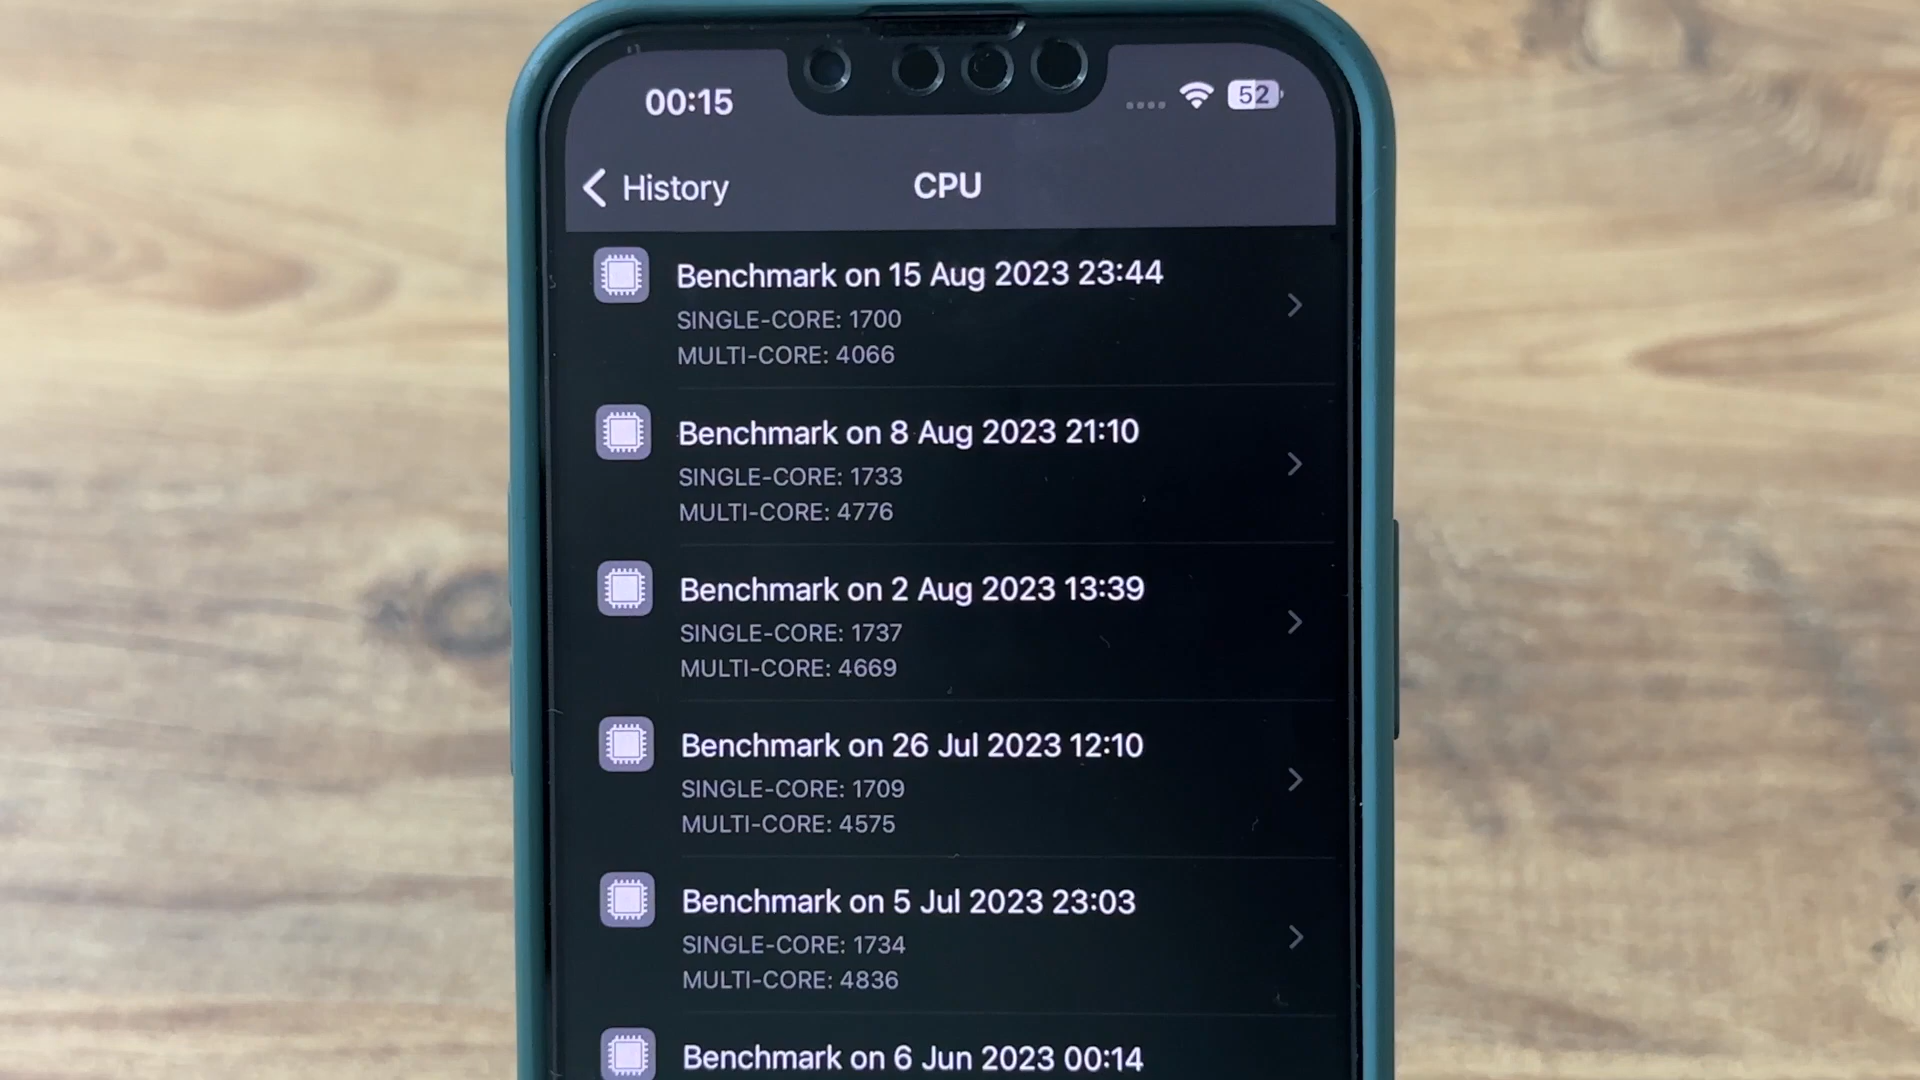 00:15
52
History
CPU
Benchmark on 15 Aug 2023 23:44
SINGLE-CORE: 1700
MULTI-CORE: 4066
Benchmark on 8 Aug 2023 21:10
SINGLE-CORE: 1733
MULTI-CORE: 4776
Benchmark on 2 Aug 2023 13:39
SINGLE-CORE: 1737
MULTI-CORE: 4669
Benchmark on 26 Jul 2023 12:10
SINGLE-CORE: 1709
MULTI-CORE: 4575
Benchmark on 5 Jul 2023 23:03
SINGLE-CORE: 1734
MULTI-CORE: 4836
Benchmark on 6 Jun 2023 00:14